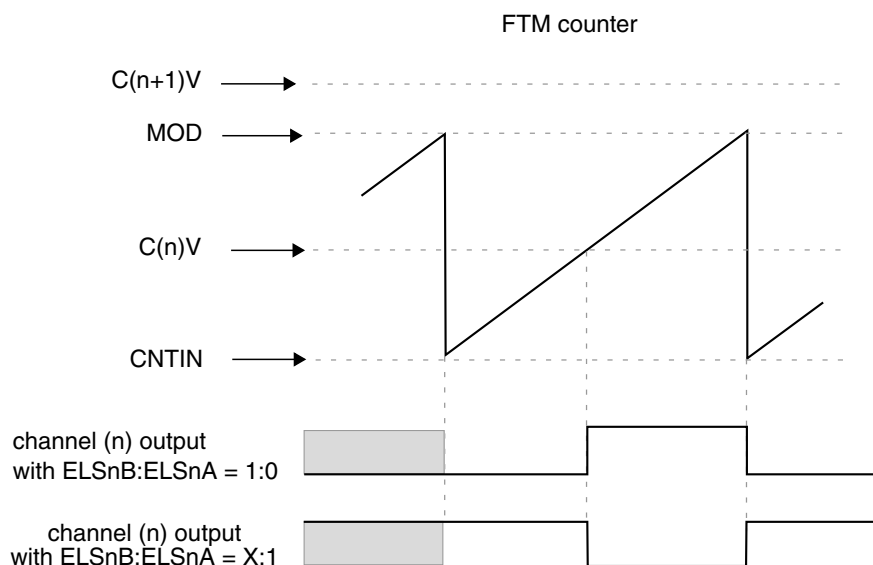 FTM counter
C(n+1)V
MOD
C(n)V
CNTIN
channel (n) output
with ELSnB:ELSnA = 1:0
channel (n) output
with ELSnB:ELSnA = X:1